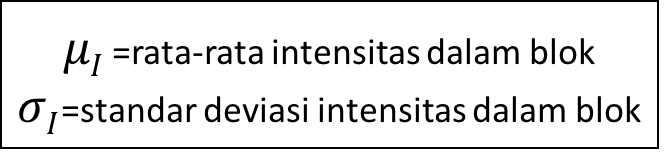 μ_I =rata-rata intensitas dalam blok
σ_I=standar deviasi intensitas dalam blok